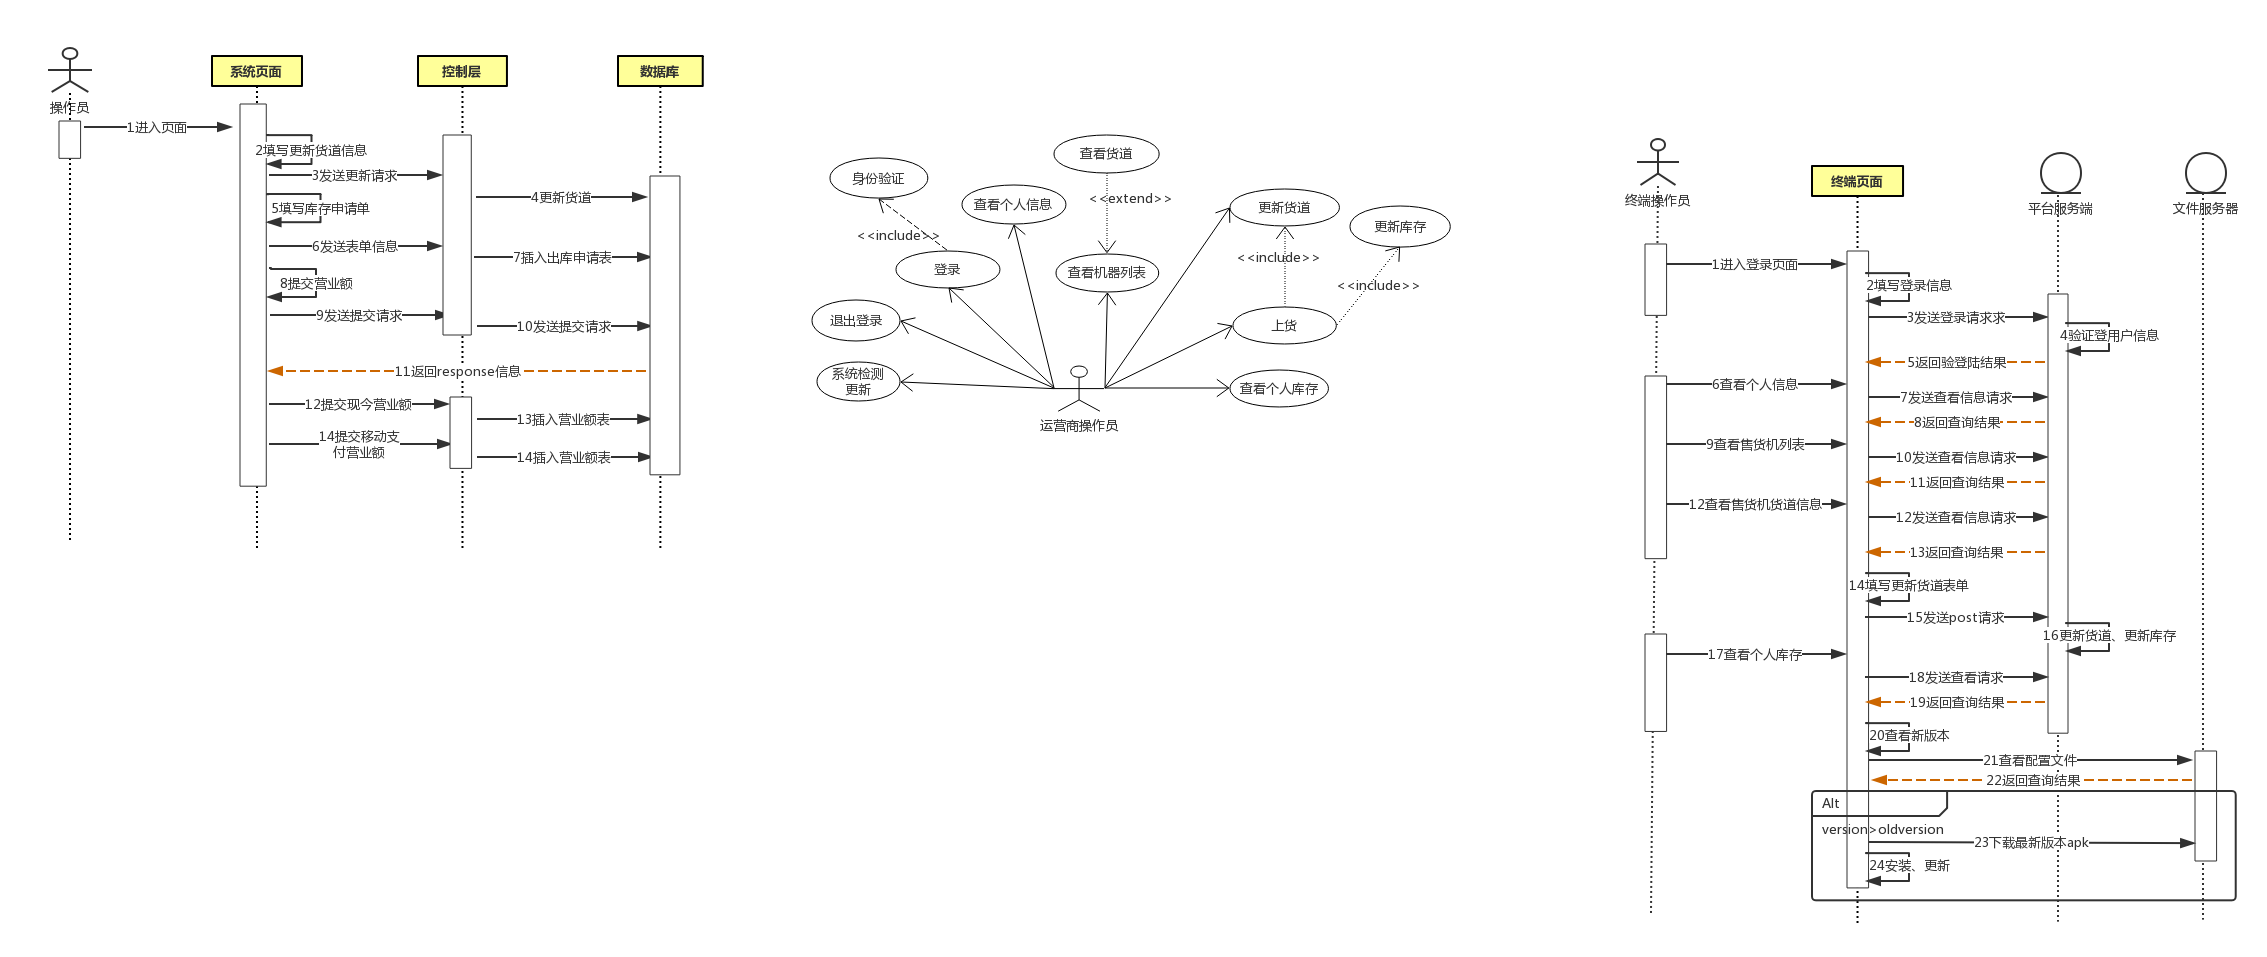 操作员
系统页面
控制层
数据库
1进入页面
2填写更新货道信息
3发送更新请求
4更新货道
5填写库存申请单
6发送表单信息
7插入出库申请表
8提交营业额
9发送提交请求
10发送提交请求
11返回response信息
12提交现今营业额
13插入营业额表
14提交移动支
付营业额
14插入营业额表
查看货道
身份验证
查看个人信息
<<extend>>
更新货道
更新库存
<<include>>
<<include>>
登录
查看机器列表
<<include>>
退出登录
上货
系统检测
更新
查看个人库存
运营商操作员
终端操作员
终端页面
平台服务端
文件服务器
1进入登录页面
2填写登录信息
3发送登录请求求
4验证登用户信息
5返回验登陆结果
6查看个人信息
7发送查看信息请求
8返回查询结果
9查看售货机列表
10发送查看信息请求
11返回查询结果
12查看售货机货道信息
12发送查看信息请求
13返回查询结果
14填写更新货道表单
15发送post请求
16更新货道、更新库存
17查看个人库存
18发送查看请求
19返回查询结果
20查看新版本
21查看配置文件
22返回查询结果
Alt
version>oldversion
23下载最新版本apk
24安装、更新